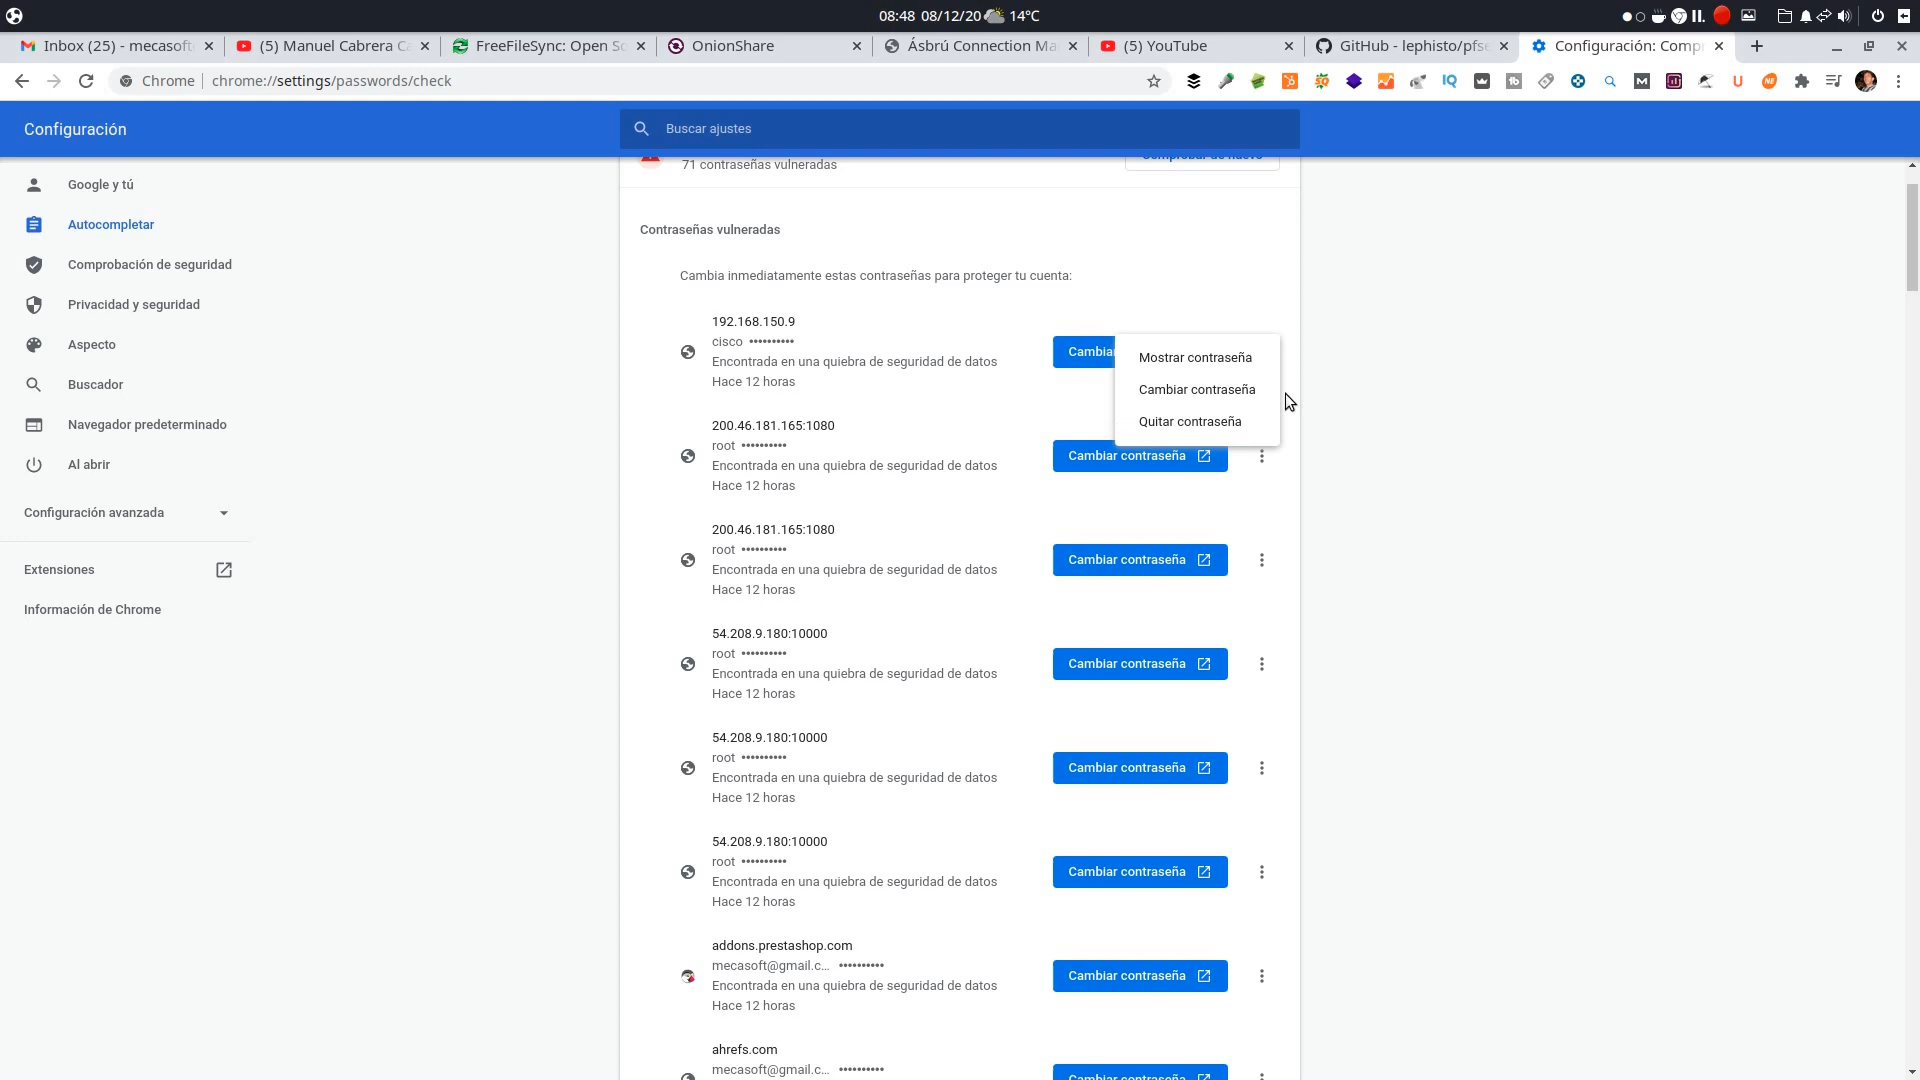 08:48 08/12/20 14°C
Inbox (25) - mecasoft
(5) Manuel Cabrera Ca
FreeFileSync: Open So
OnionShare
Ásbrú Connection Ma
(5) YouTube
GitHub - lephisto/pfse
Configuración: Comp
Chrome
chrome://settings/passwords/check
IQ
Configuración
Buscar ajustes
71 contraseñas vulneradas
Comprobar de nuevo
Google y tú
Autocompletar
Comprobación de seguridad
Privacidad y seguridad
Aspecto
Buscador
Navegador predeterminado
Al abrir
Configuración avanzada
Extensiones
Información de Chrome
Contraseñas vulneradas
Cambia inmediatamente estas contraseñas para proteger tu cuenta:
192.168.150.9
cisco ••••••••••
Encontrada en una quiebra de seguridad de datos
Hace 12 horas
Cambiar
Mostrar contraseña
Cambiar contraseña
Quitar contraseña
200.46.181.165:1080
root ••••••••••
Encontrada en una quiebra de seguridad de datos
Hace 12 horas
Cambiar contraseña
200.46.181.165:1080
root ••••••••••
Encontrada en una quiebra de seguridad de datos
Hace 12 horas
Cambiar contraseña
54.208.9.180:10000
root ••••••••••
Encontrada en una quiebra de seguridad de datos
Hace 12 horas
Cambiar contraseña
54.208.9.180:10000
root ••••••••••
Encontrada en una quiebra de seguridad de datos
Hace 12 horas
Cambiar contraseña
54.208.9.180:10000
root ••••••••••
Encontrada en una quiebra de seguridad de datos
Hace 12 horas
Cambiar contraseña
addons.prestashop.com
mecasoft@gmail.c... ••••••••••
Encontrada en una quiebra de seguridad de datos
Hace 12 horas
Cambiar contraseña
ahrefs.com
mecasoft@gmail.c... ••••••••••
Cambiar contraseña